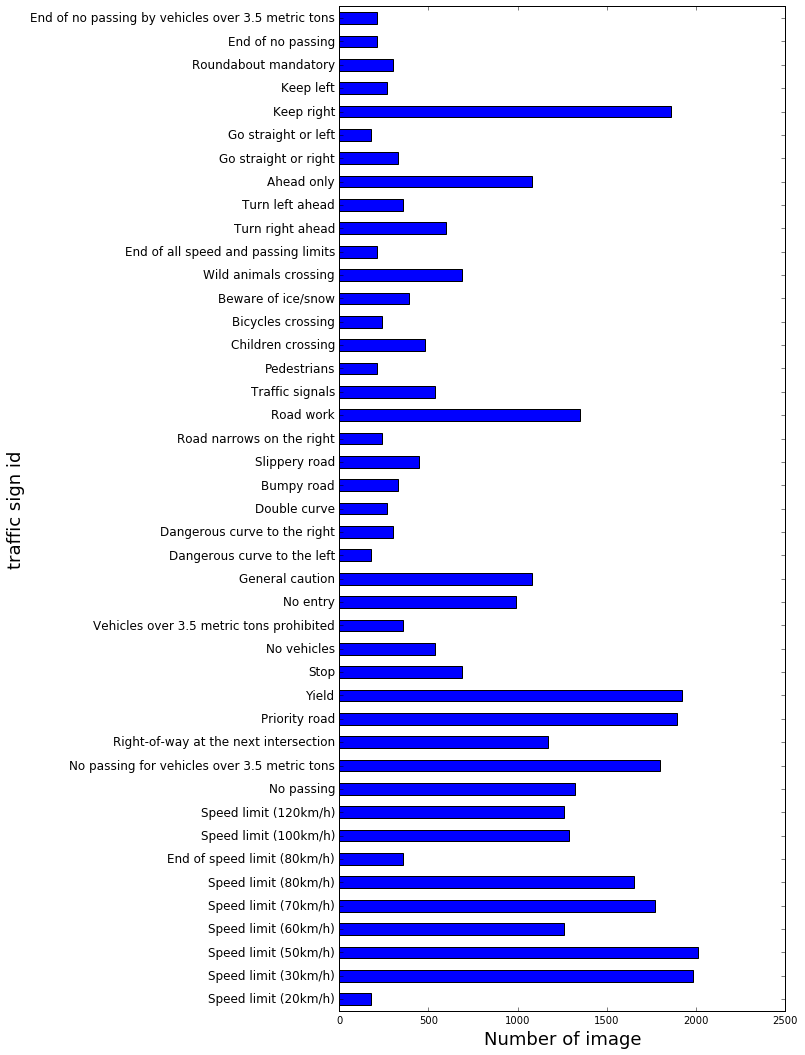 End of no passing by vehicles over 3.5 metric tons
End of no passing
Roundabout mandatory
Keep left
Keep right
Go straight or left
Go straight or right
Ahead only
Turn left ahead
Turn right ahead
End of all speed and passing limits
Wild animals crossing
Beware of ice/snow
Bicycles crossing
Children crossing
Pedestrians
Traffic signals
Road work
Road narrows on the right
Slippery road
Bumpy road
Double curve
Dangerous curve to the right
Dangerous curve to the left
General caution
No entry
Vehicles over 3.5 metric tons prohibited
No vehicles
Stop
Yield
Priority road
Right-of-way at the next intersection
No passing for vehicles over 3.5 metric tons
No passing
Speed limit (120km/h)
Speed limit (100km/h)
End of speed limit (80km/h)
Speed limit (80km/h)
Speed limit (70km/h)
Speed limit (60km/h)
Speed limit (50km/h)
Speed limit (30km/h)
Speed limit (20km/h)
traffic sign id
0 500 1000 1500 2000 2500
Number of image